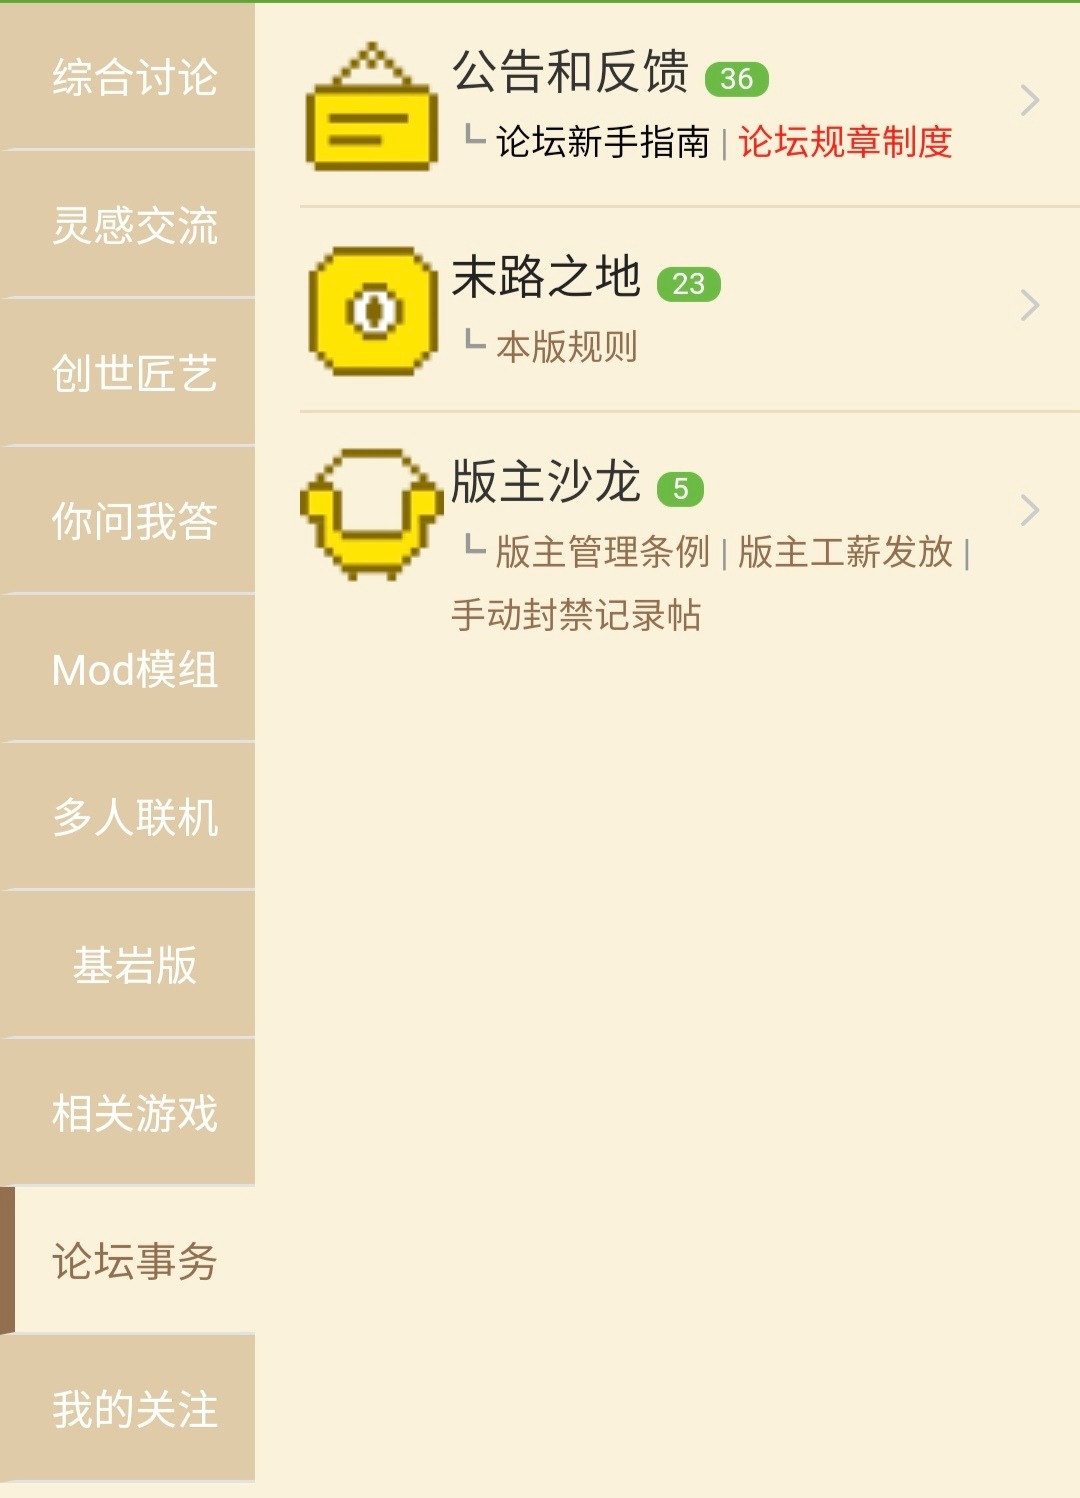 综合讨论
灵感交流
创世匠艺
你问我答
Mod模组
多人联机
基岩版
相关游戏
论坛事务
我的关注
公告和反馈 36
论坛新手指南 | 论坛规章制度
末路之地 23
本版规则
版主沙龙 5
版主管理条例 | 版主工薪发放 |
手动封禁记录帖